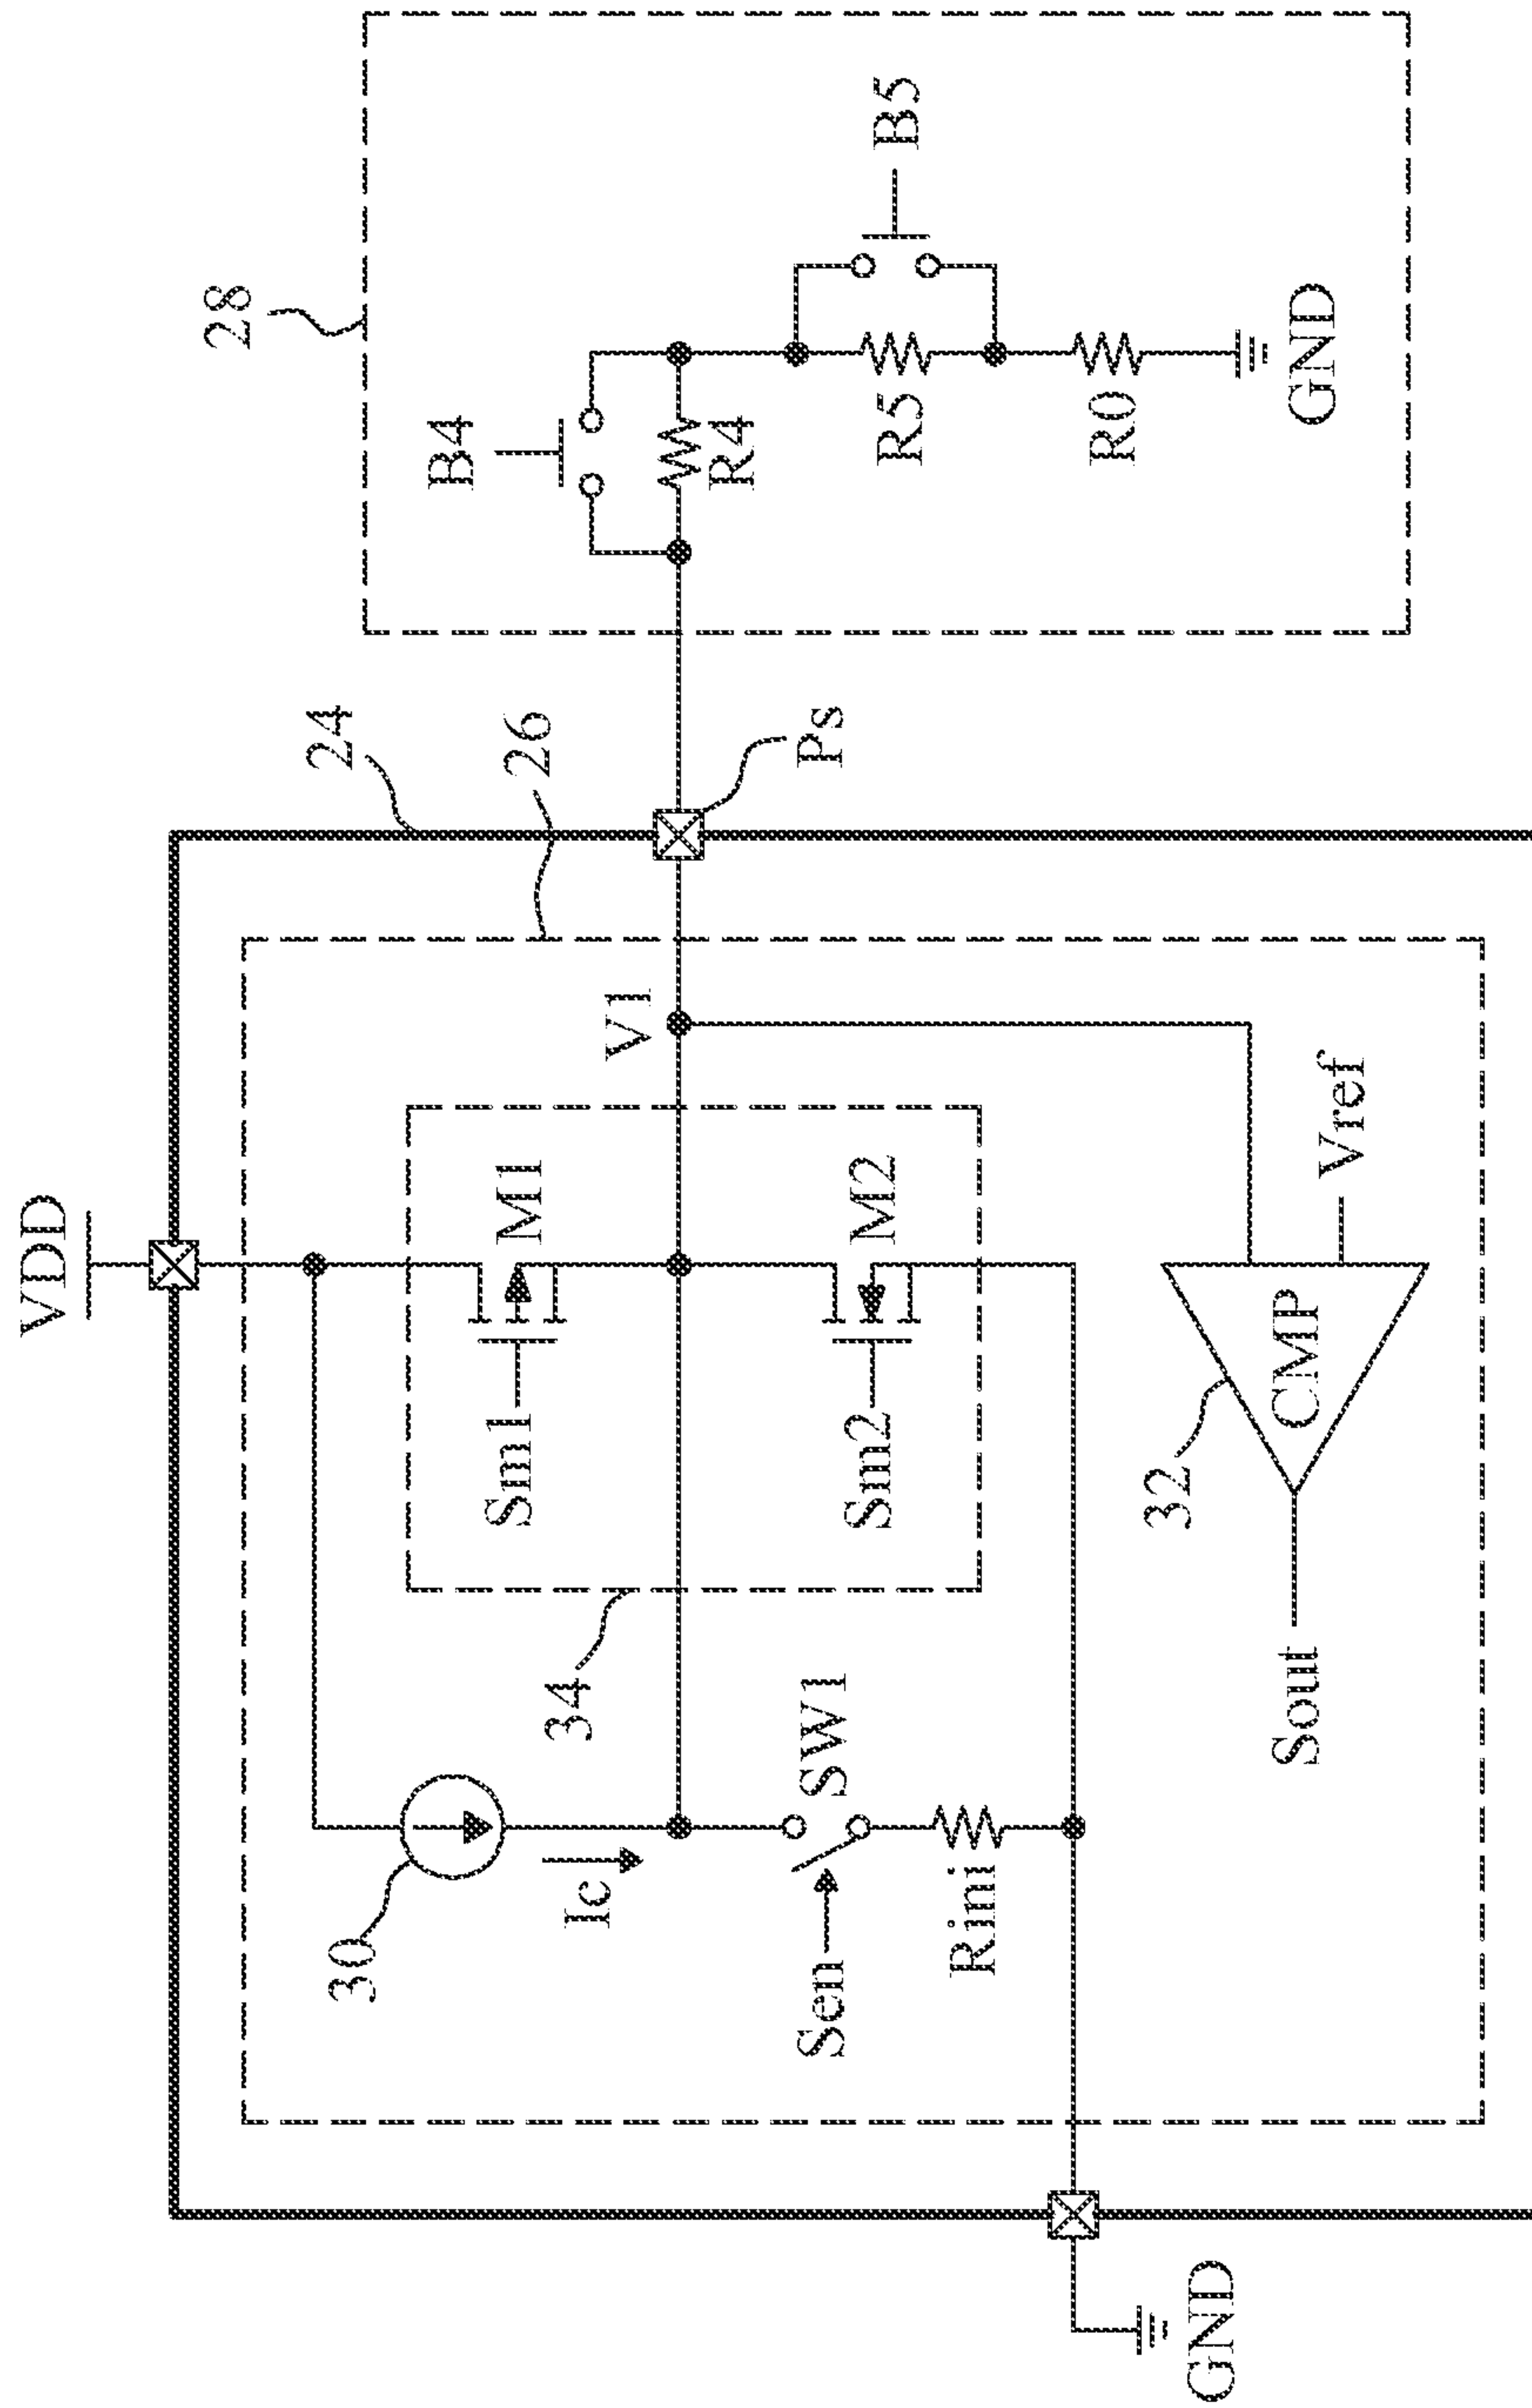 VDD
24
26
28
30
Ic
34
Sm1
M1
V1
B4
R4
Ps
Sen
SW1
Sm2
M2
R5
B5
Rini
R0
32
CMP
Vref
Sout
GND
GND